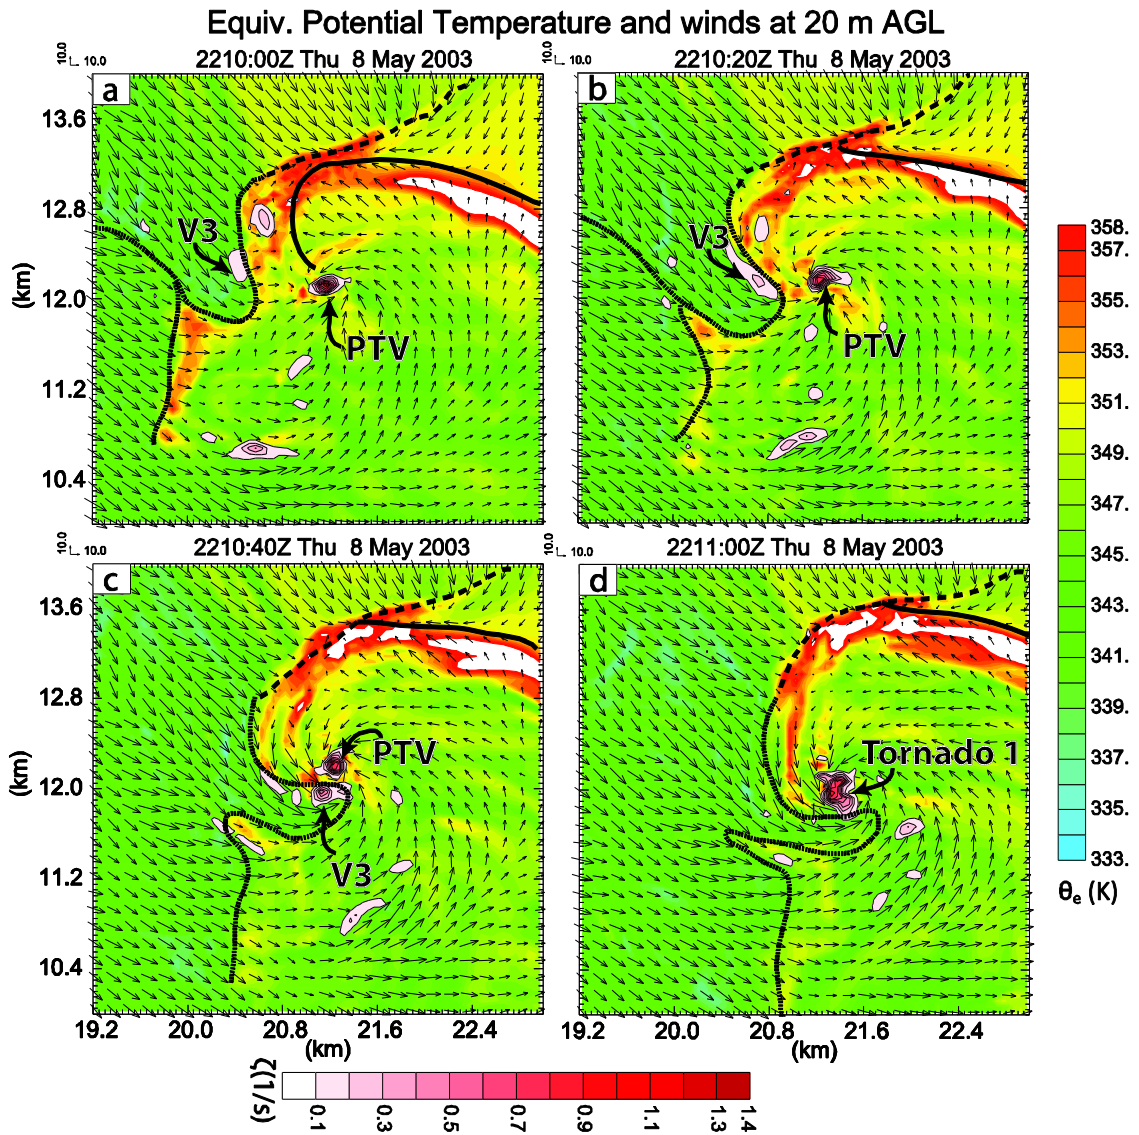 Equiv. Potential Temperature and winds at 20 m AGL
2210:00Z Thu 8 May 2003
2210:20Z Thu 8 May 2003
10.0
10.0
10.0
10.0
a
b
13.6
12.8
12.0
11.2
10.4
(km)
V3
PTV
V3
PTV
358.
357.
355.
353.
351.
349.
347.
345.
343.
341.
339.
337.
335.
333.
θe (K)
2210:40Z Thu 8 May 2003
2211:00Z Thu 8 May 2003
10.0
10.0
10.0
10.0
c
d
13.6
12.8
12.0
11.2
10.4
(km)
PTV
V3
Tornado 1
19.2 20.0 20.8 21.6 22.4
(km)
19.2 20.0 20.8 21.6 22.4
(km)
ζ(1/s)
0.1 0.3 0.5 0.7 0.9 1.1 1.3 1.4